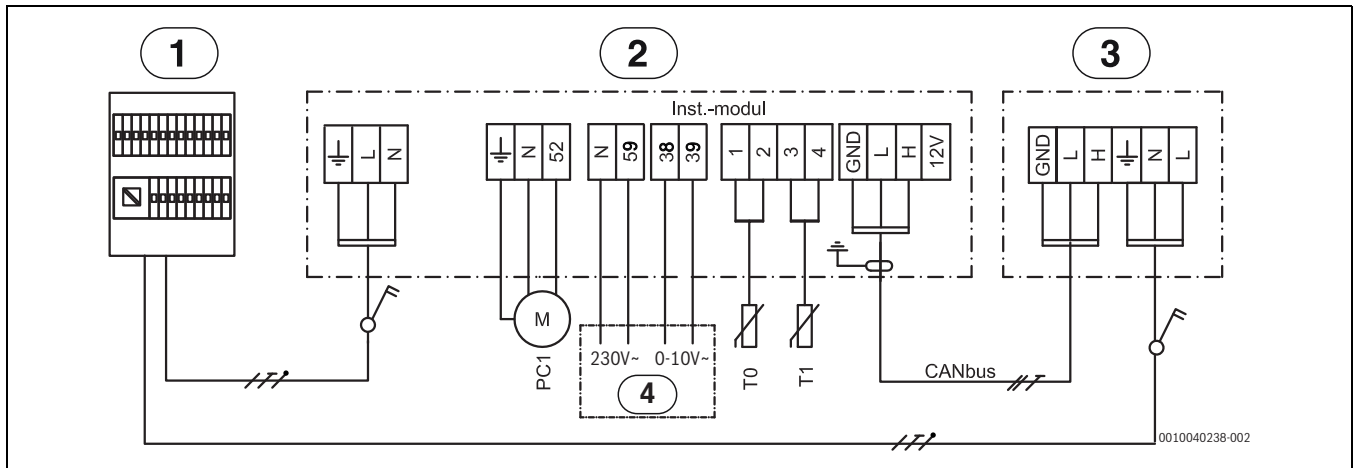 1
2
3
Inst.-modul
L
N
N
52
N
59
38
39
1
2
3
4
GND
L
H
12V
GND
L
H
N
L
M
PC1
230V~
0-10V~
4
T0
T1
CANbus
0010040238-002